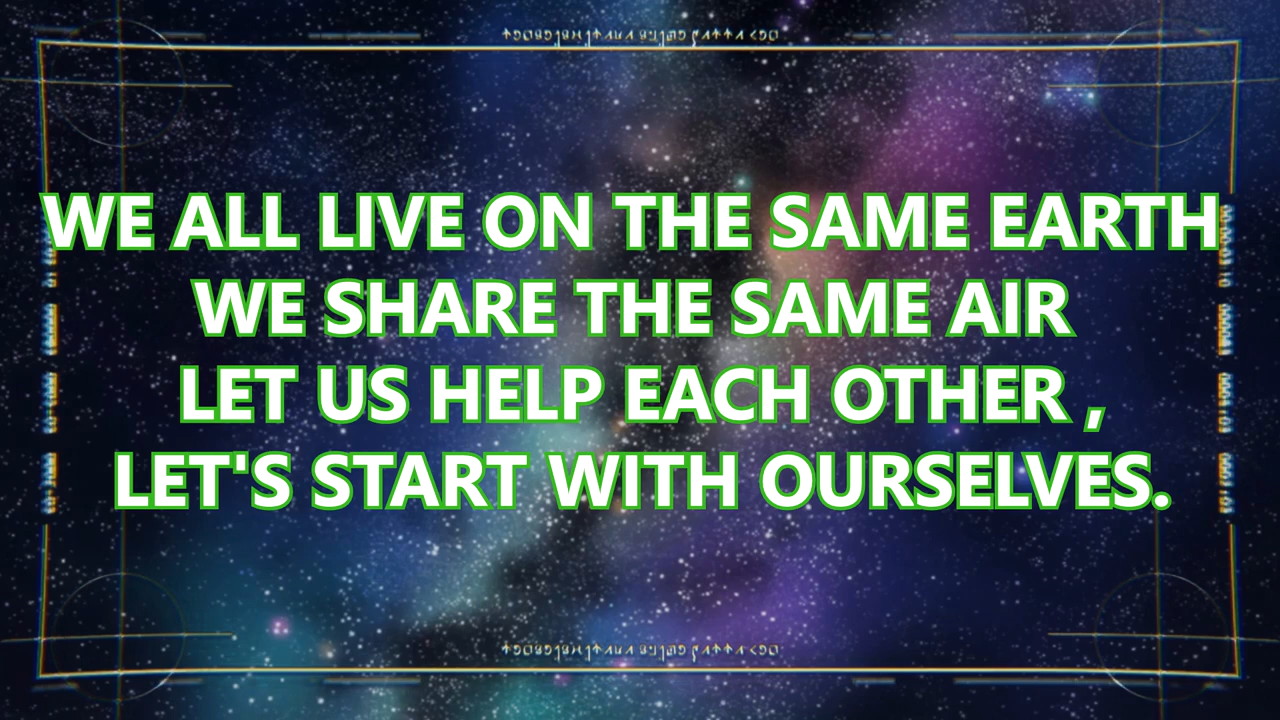 WE ALL LIVE ON THE SAME EARTH
WE SHARE THE SAME AIR
LET US HELP EACH OTHER ,
LET'S START WITH OURSELVES.